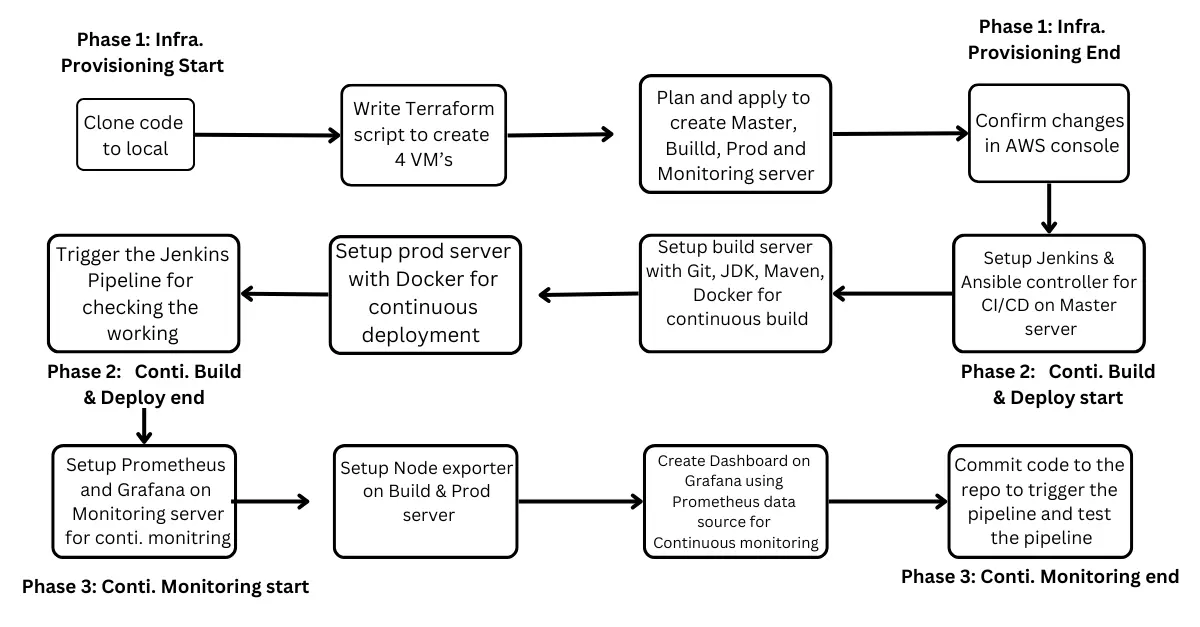 Phase 1: Infra.
Provisioning Start
Phase 1: Infra.
Provisioning End
Clone code
to local
Write Terraform
script to create
4 VM’s
Plan and apply to
create Master,
Builld, Prod and
Monitoring server
Confirm changes
in AWS console
Setup Jenkins &
Ansible controller for
CI/CD on Master
server
Setup build server
with Git, JDK, Maven,
Docker for
continuous build
Setup prod server
with Docker for
continuous
deployment
Trigger the Jenkins
Pipeline for
checking the
working
Phase 2: Conti. Build
& Deploy end
Phase 2: Conti. Build
& Deploy start
Setup Prometheus
and Grafana on
Monitoring server
for conti. monitring
Setup Node exporter
on Build & Prod
server
Create Dashboard on
Grafana using
Prometheus data
source for
Continuous monitoring
Commit code to the
repo to trigger the
pipeline and test
the pipeline
Phase 3: Conti. Monitoring start
Phase 3: Conti. Monitoring end